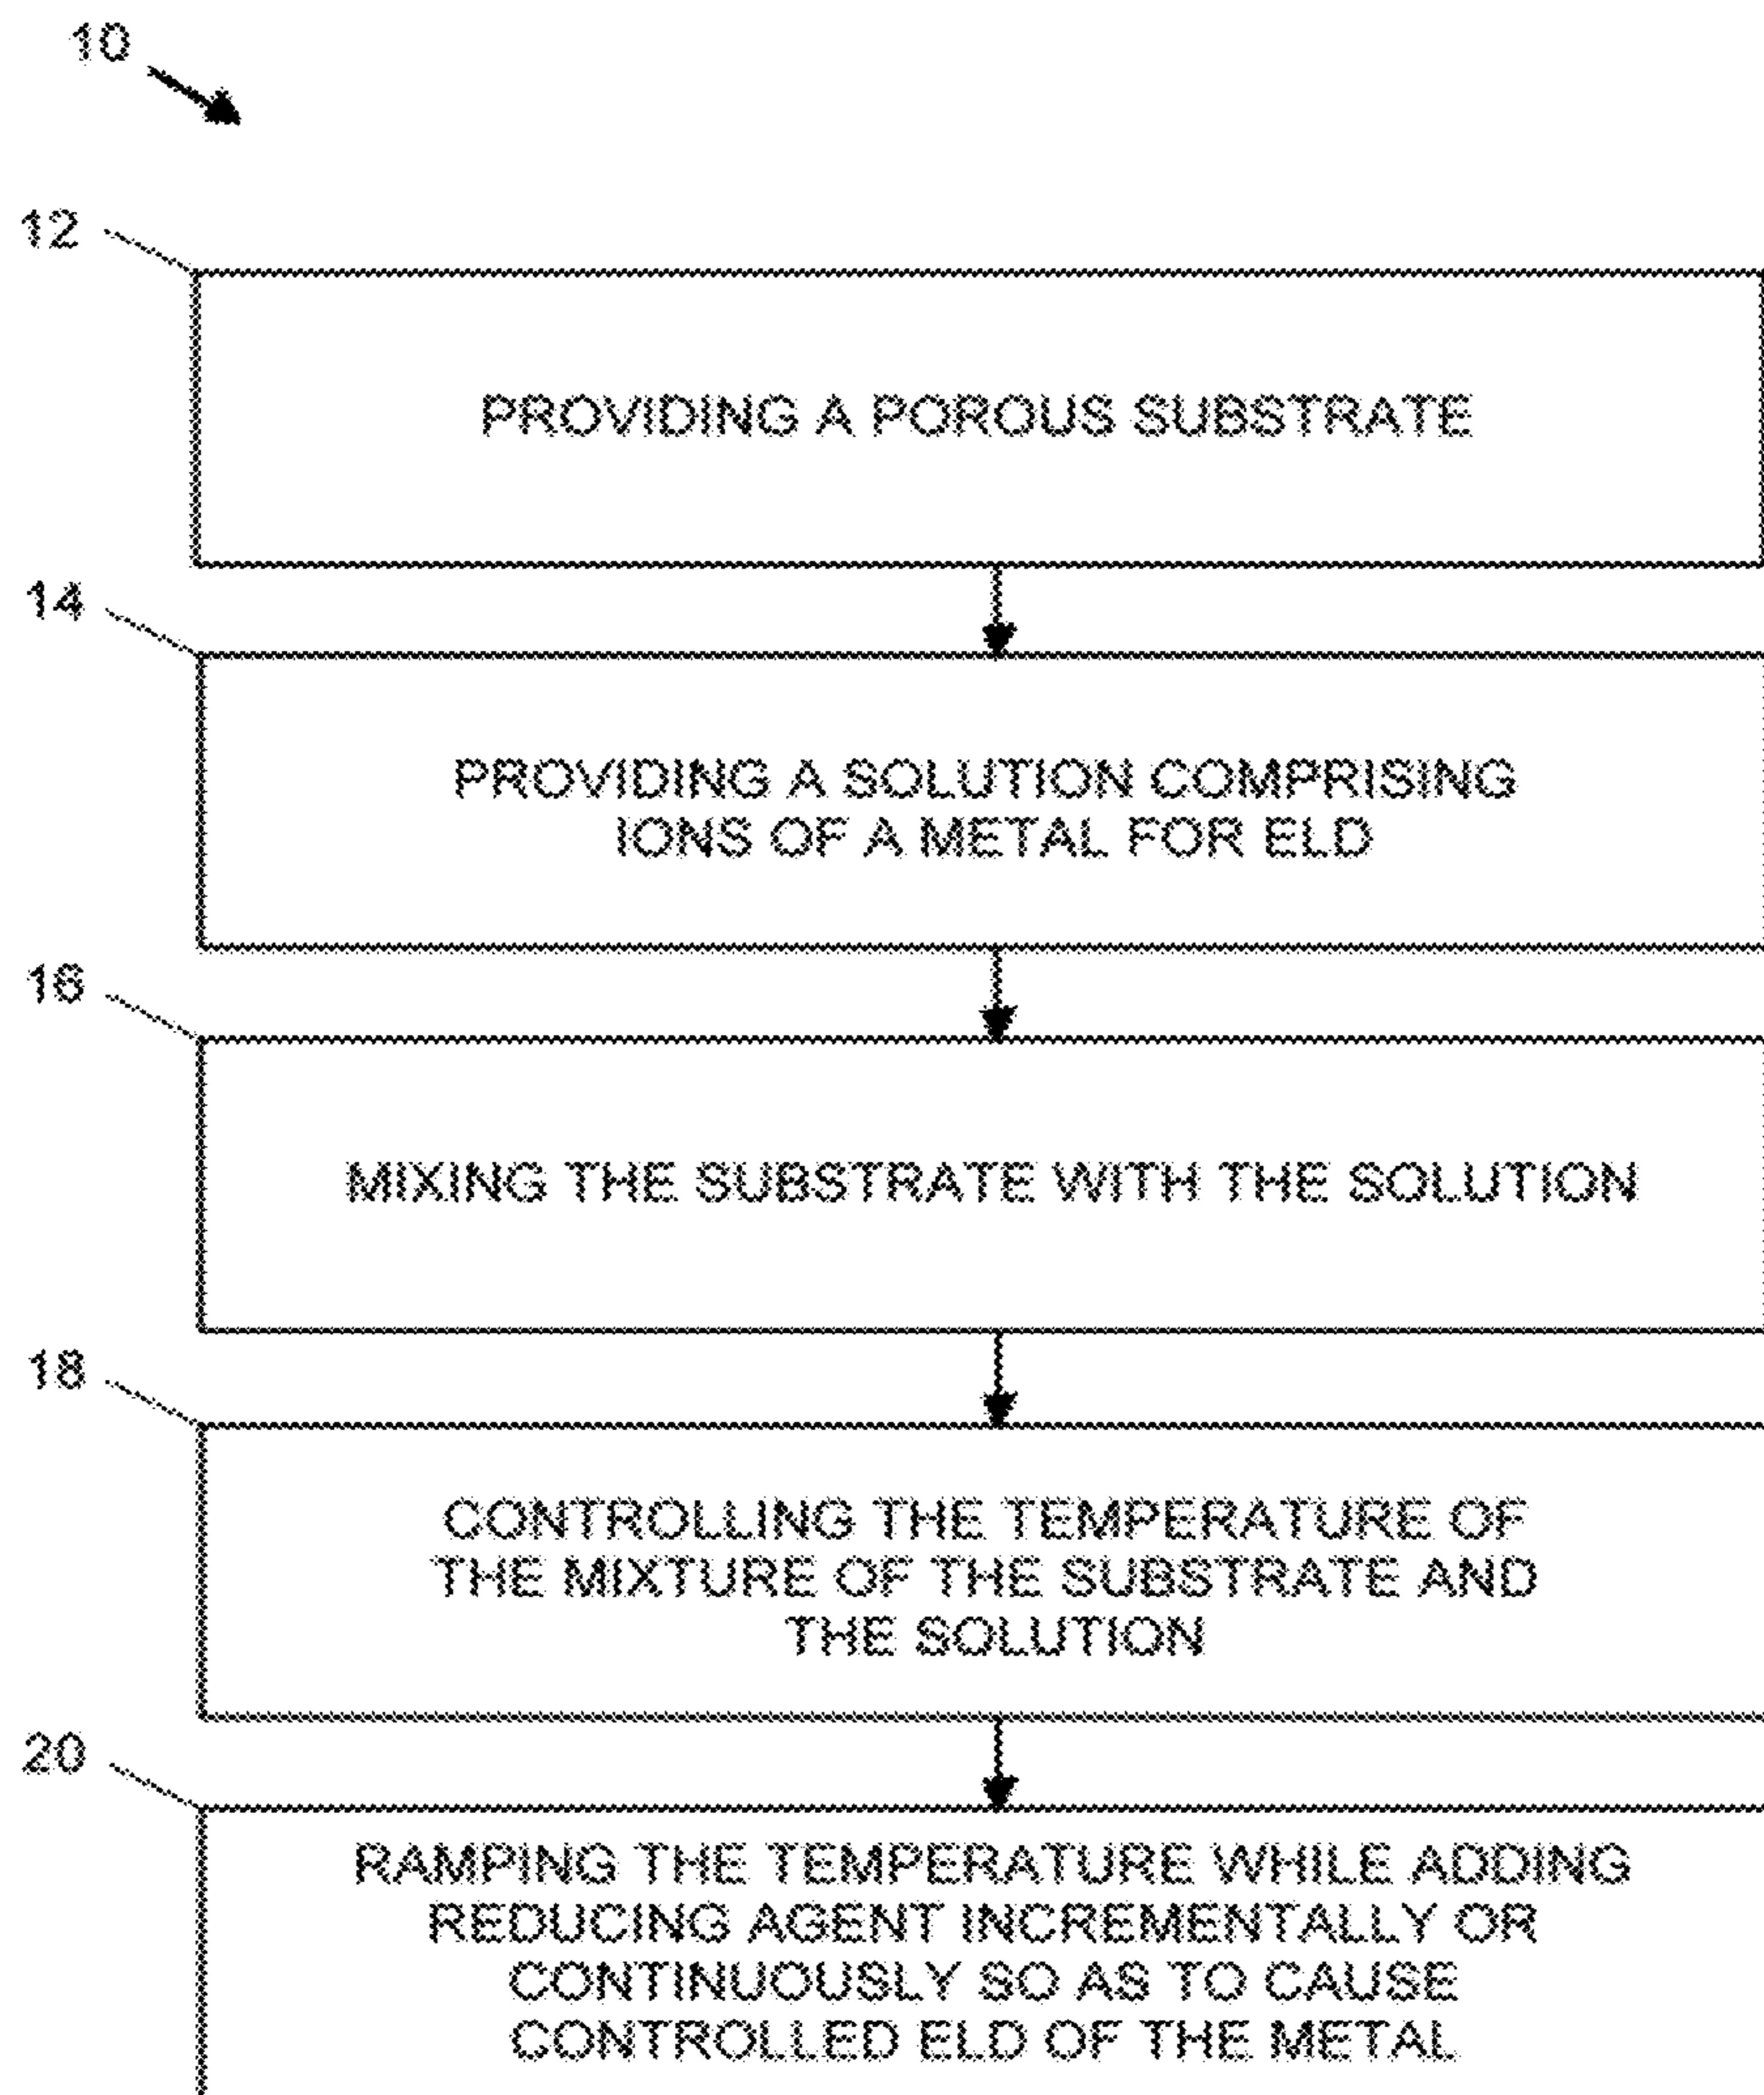 10
12
PROVIDING A POROUS SUBSTRATE
14
PROVIDING A SOLUTION COMPRISING
IONS OF A METAL FOR ELD
16
MIXING THE SUBSTRATE WITH THE SOLUTION
18
CONTROLLING THE TEMPERATURE OF
THE MIXTURE OF THE SUBSTRATE AND
THE SOLUTION
20
RAMPING THE TEMPERATURE WHILE ADDING
REDUCING AGENT INCREMENTALLY OR
CONTINUOUSLY SO AS TO CAUSE
CONTROLLED ELD OF THE METAL